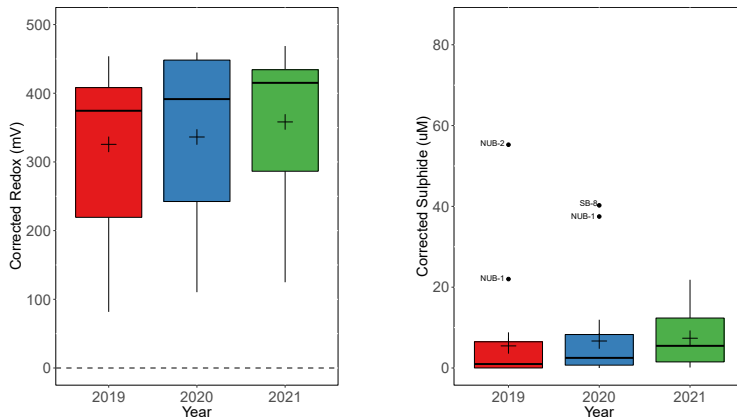 Corrected Redox (mV)
500
400
300
200
100
0
2019 2020 2021
Year
Corrected Sulphide (uM)
80
60
40
20
0
NUB-2
SB-8
NUB-1
NUB-1
2019 2020 2021
Year